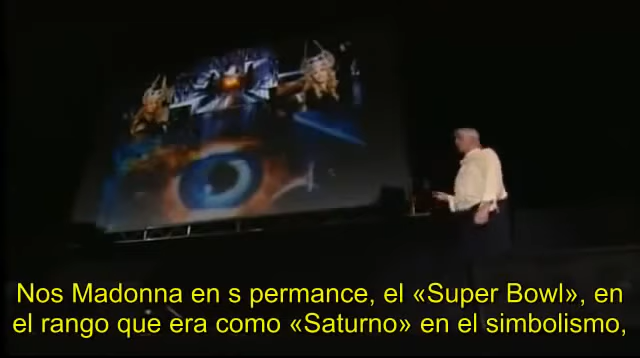 Nos Madonna en s permance, el «Super Bowl», en
el rango que era como «Saturno» en el simbolismo,